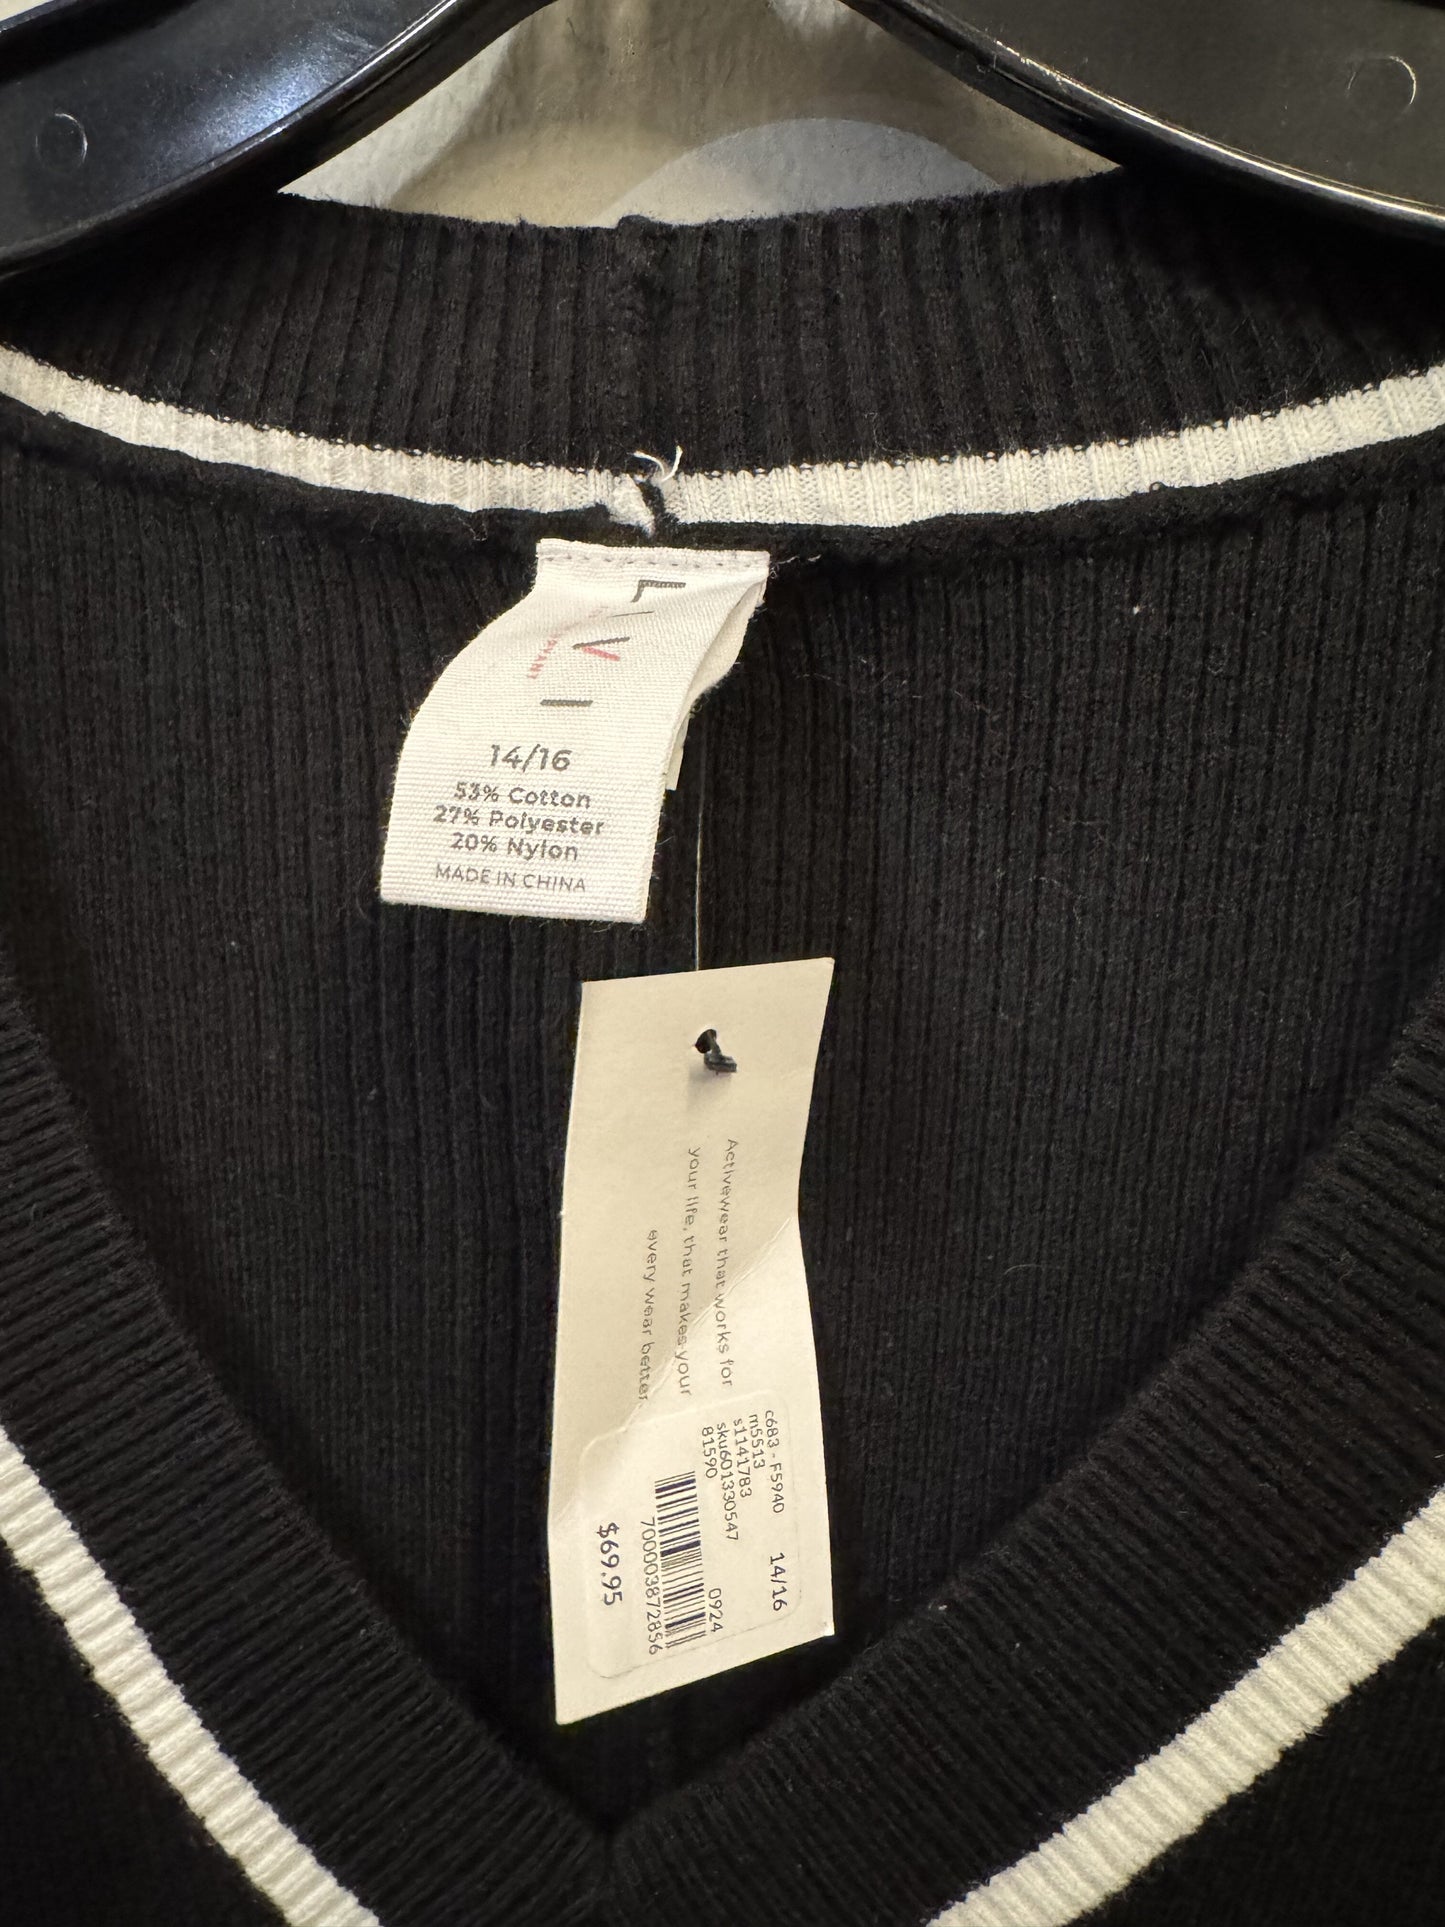 LIVI
14/16
53% Cotton
27% Polyester
20% Nylon
MADE IN CHINA
Activewear that works for
your life, that makes your
every wear better.
c683 - F5940 14/16
m5513
s1141783
sku601330547
81590 0924
700003872856
$69.95